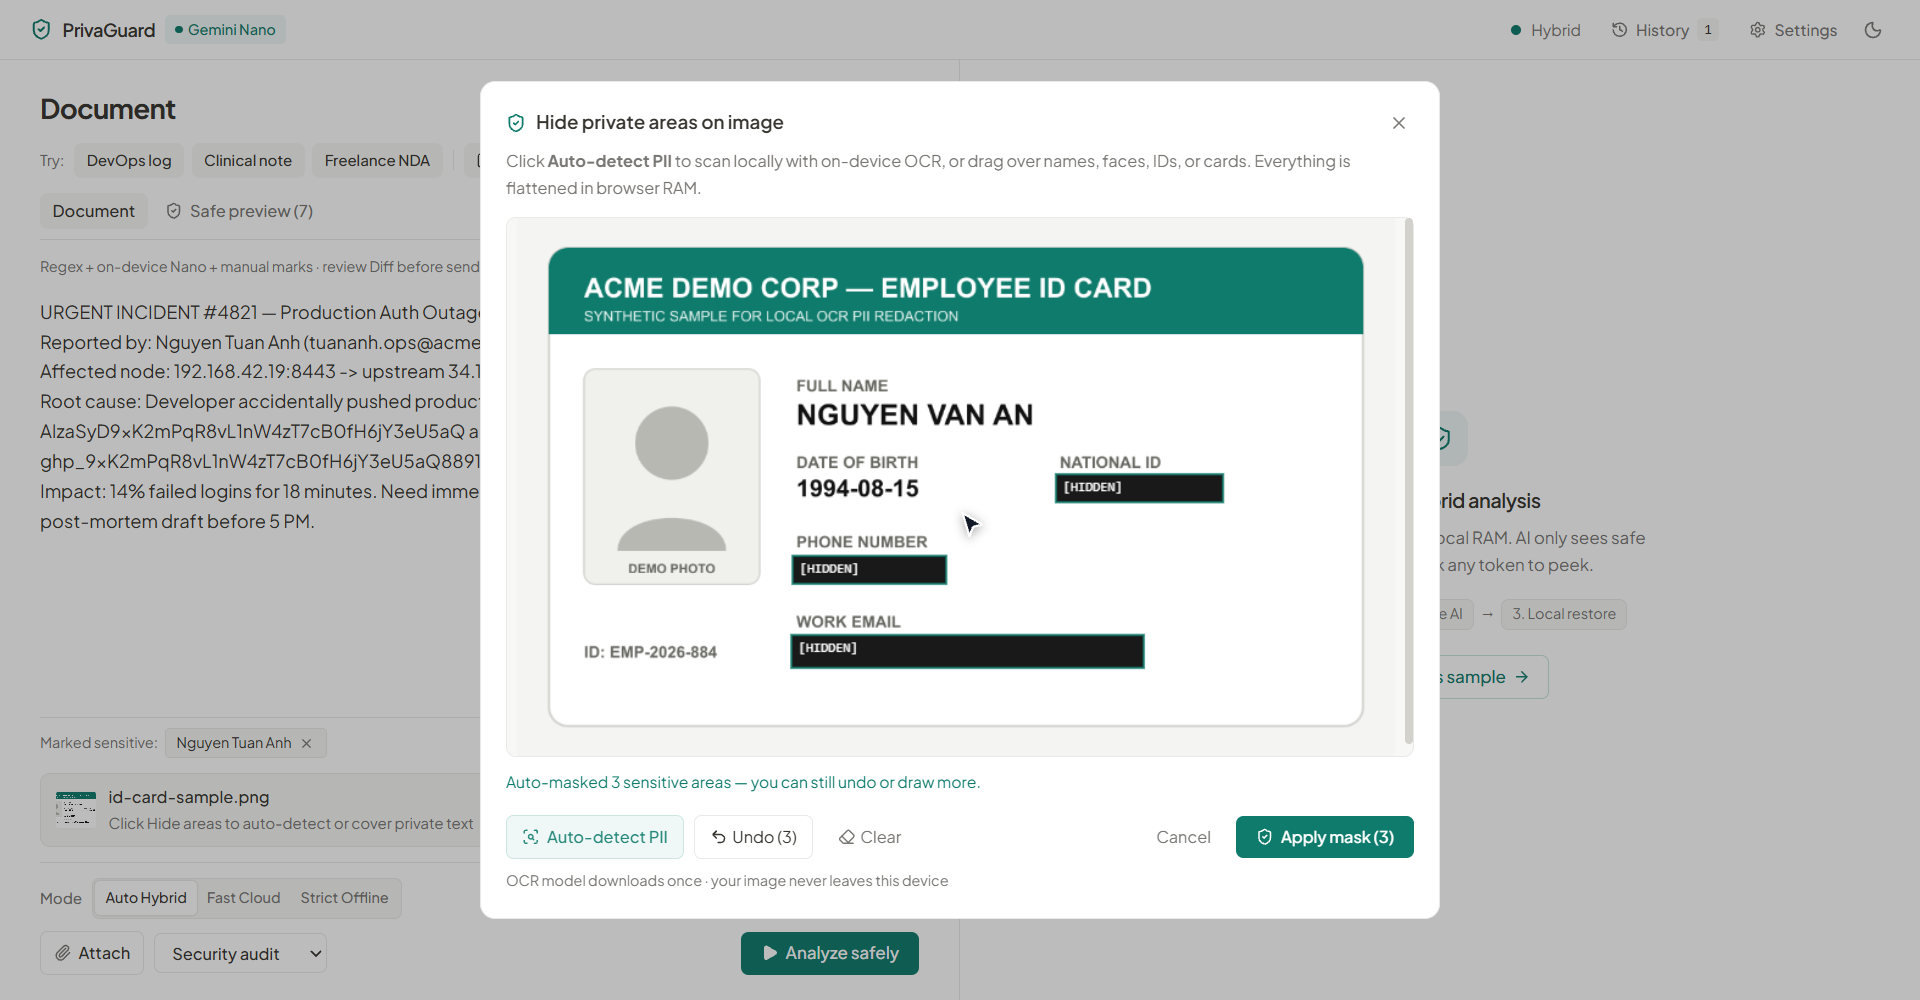 PrivaGuard
Gemini Nano
Hybrid
History 1
Settings
Document
Try:
DevOps log
Clinical note
Freelance NDA
Document
Safe preview (7)
Regex + on-device Nano + manual marks · review Diff before send
URGENT INCIDENT #4821 — Production Auth Outag
Reported by: Nguyen Tuan Anh (tuananh.ops@acme
Affected node: 192.168.42.19:8443 -> upstream 34.1
Root cause: Developer accidentally pushed produc
AIzaSyD9xK2mPqR8vL1nW4zT7cB0fH6jY3eU5aQ a
ghp_9xK2mPqR8vL1nW4zT7cB0fH6jY3eU5aQ8891
Impact: 14% failed logins for 18 minutes. Need imme
post-mortem draft before 5 PM.
Marked sensitive:
Nguyen Tuan Anh
id-card-sample.png
Click Hide areas to auto-detect or cover private text
Mode
Auto Hybrid
Fast Cloud
Strict Offline
Attach
Security audit
Analyze safely
Hide private areas on image
Click Auto-detect PII to scan locally with on-device OCR, or drag over names, faces, IDs, or cards. Everything is
flattened in browser RAM.
ACME DEMO CORP — EMPLOYEE ID CARD
SYNTHETIC SAMPLE FOR LOCAL OCR PII REDACTION
DEMO PHOTO
ID: EMP-2026-884
FULL NAME
NGUYEN VAN AN
DATE OF BIRTH
1994-08-15
NATIONAL ID
[HIDDEN]
PHONE NUMBER
[HIDDEN]
WORK EMAIL
[HIDDEN]
Auto-masked 3 sensitive areas — you can still undo or draw more.
Auto-detect PII
Undo (3)
Clear
Cancel
Apply mask (3)
OCR model downloads once · your image never leaves this device
rid analysis
ocal RAM. AI only sees safe
any token to peek.
e AI
→
3. Local restore
s sample →